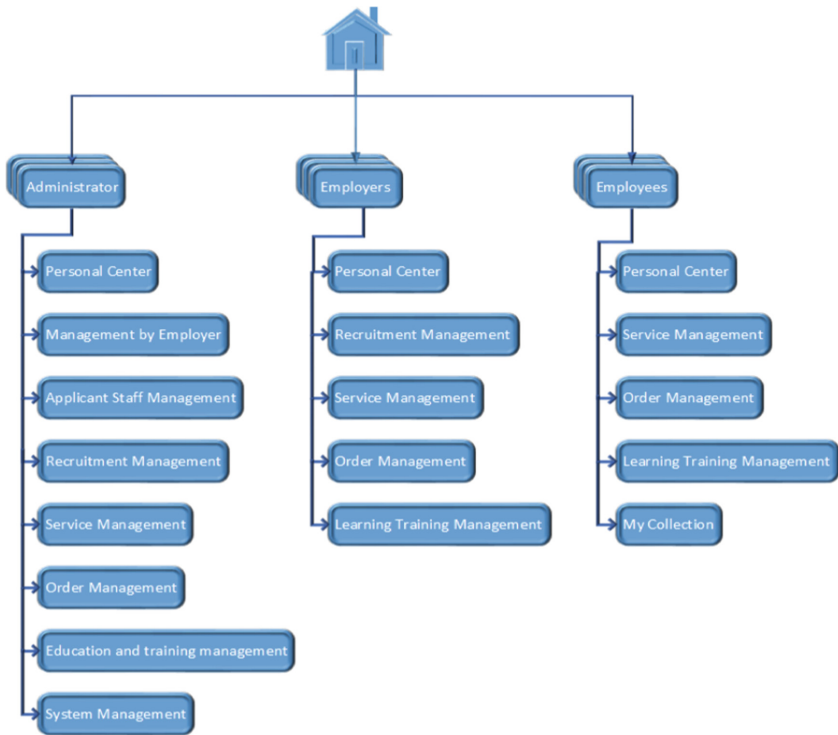 Administrator
Employers
Employees
Personal Center
Management by Employer
Applicant Staff Management
Recruitment Management
Service Management
Order Management
Education and training management
System Management
Personal Center
Recruitment Management
Service Management
Order Management
Learning Training Management
Personal Center
Service Management
Order Management
Learning Training Management
My Collection